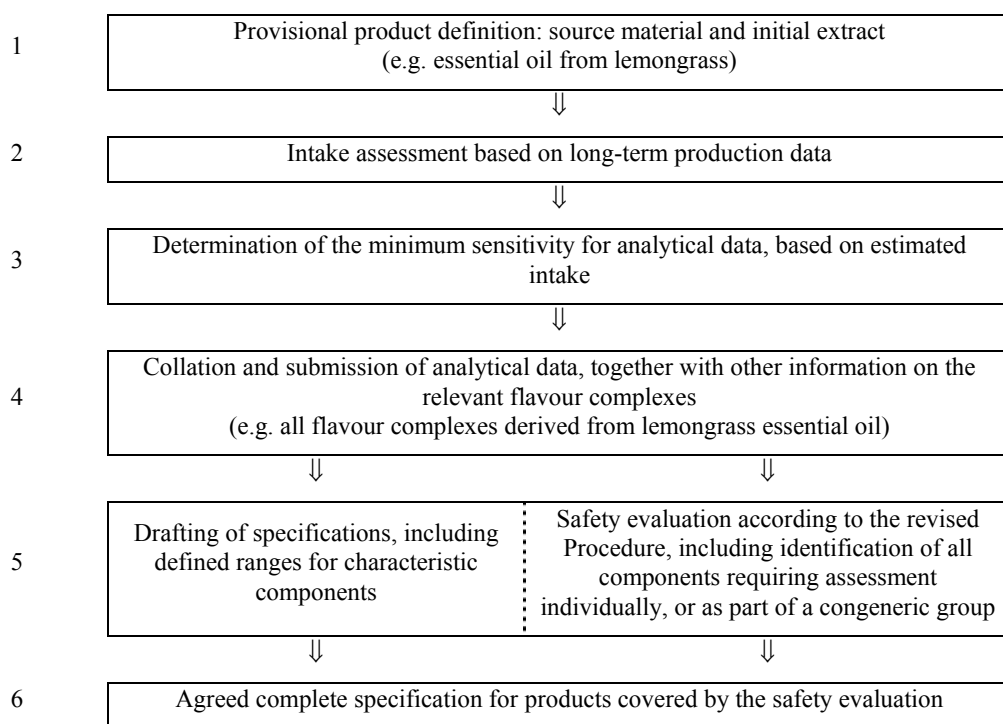 1
Provisional product definition: source material and initial extract
(e.g. essential oil from lemongrass)
⇓
2
Intake assessment based on long-term production data
⇓
3
Determination of the minimum sensitivity for analytical data, based on estimated
intake
⇓
4
Collation and submission of analytical data, together with other information on the
relevant flavour complexes
(e.g. all flavour complexes derived from lemongrass essential oil)
⇓ ⇓
5
Drafting of specifications, including
defined ranges for characteristic
components
Safety evaluation according to the revised
Procedure, including identification of all
components requiring assessment
individually, or as part of a congeneric group
⇓ ⇓
6
Agreed complete specification for products covered by the safety evaluation